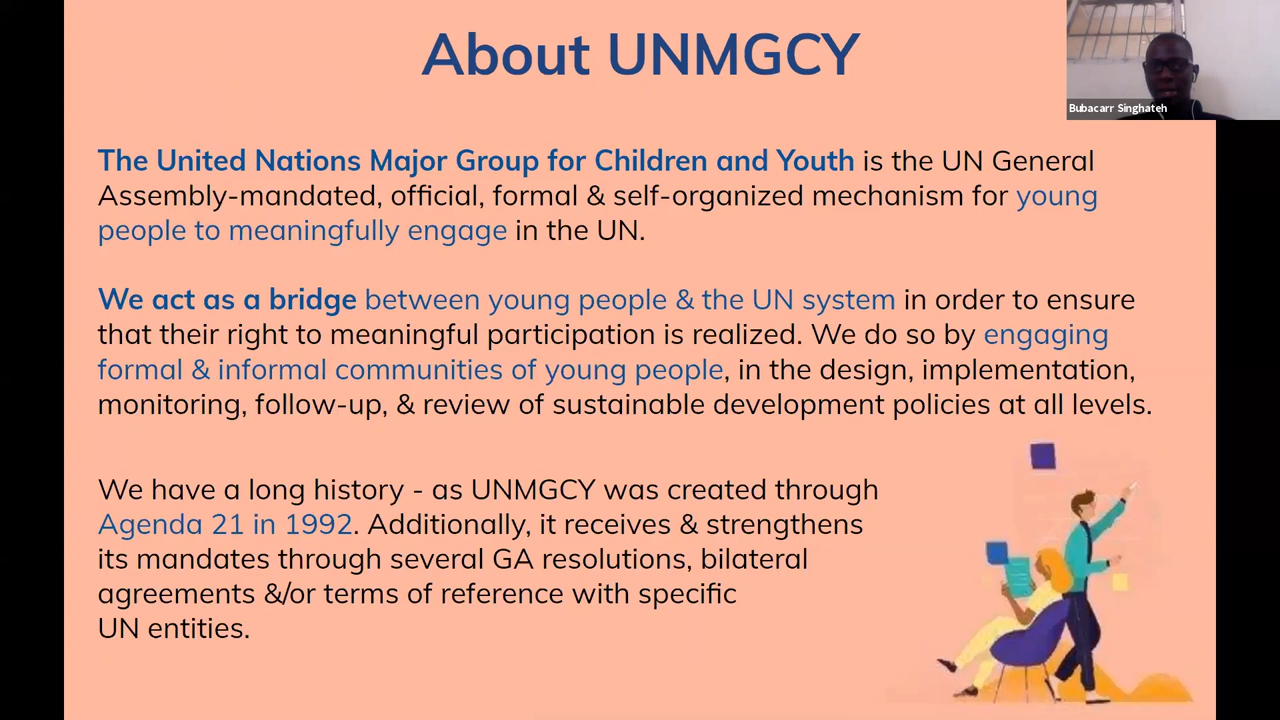 About UNMGCY
Bubacarr Singhateh
The United Nations Major Group for Children and Youth is the UN General
Assembly-mandated, official, formal & self-organized mechanism for young
people to meaningfully engage in the UN.
We act as a bridge between young people & the UN system in order to ensure
that their right to meaningful participation is realized. We do so by engaging
formal & informal communities of young people, in the design, implementation,
monitoring, follow-up, & review of sustainable development policies at all levels.
We have a long history - as UNMGCY was created through
Agenda 21 in 1992. Additionally, it receives & strengthens
its mandates through several GA resolutions, bilateral
agreements &/or terms of reference with specific
UN entities.